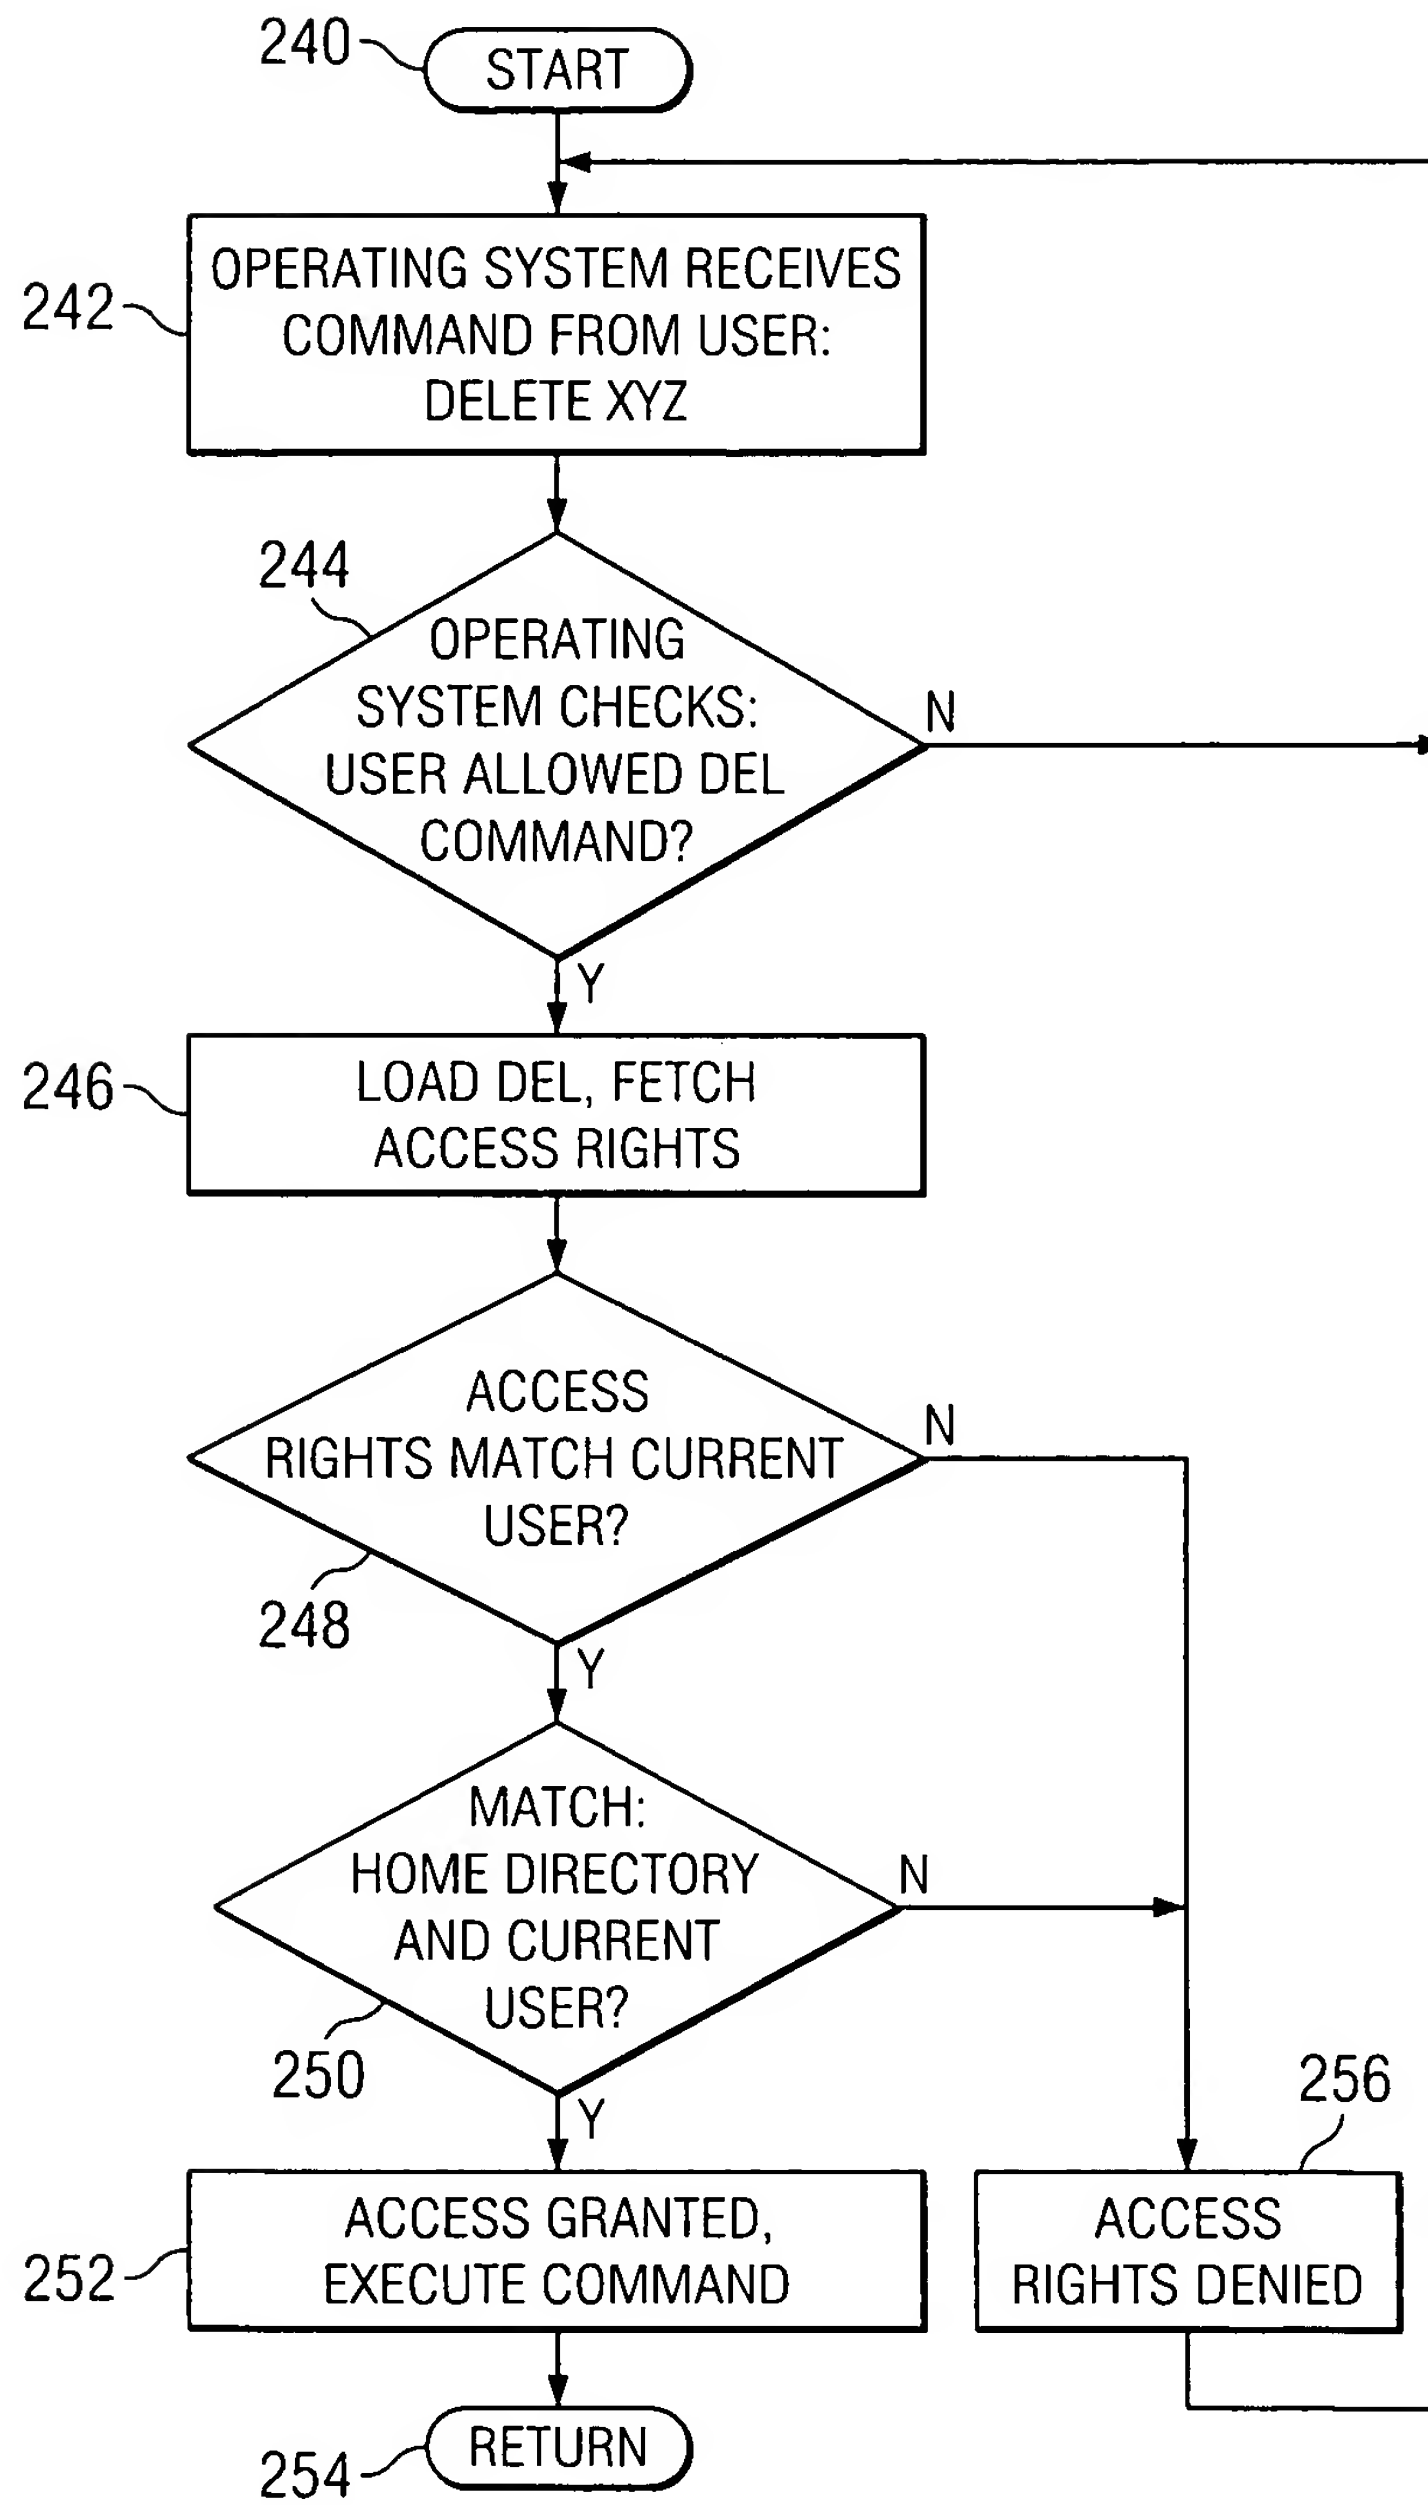 240
START
242
OPERATING SYSTEM RECEIVES
COMMAND FROM USER:
DELETE XYZ
244
OPERATING
SYSTEM CHECKS:
USER ALLOWED DEL
COMMAND?
N
Y
246
LOAD DEL, FETCH
ACCESS RIGHTS
ACCESS
RIGHTS MATCH CURRENT
USER?
N
248
Y
MATCH:
HOME DIRECTORY
AND CURRENT
USER?
N
250
Y
256
252
ACCESS GRANTED,
EXECUTE COMMAND
ACCESS
RIGHTS DENIED
254
RETURN